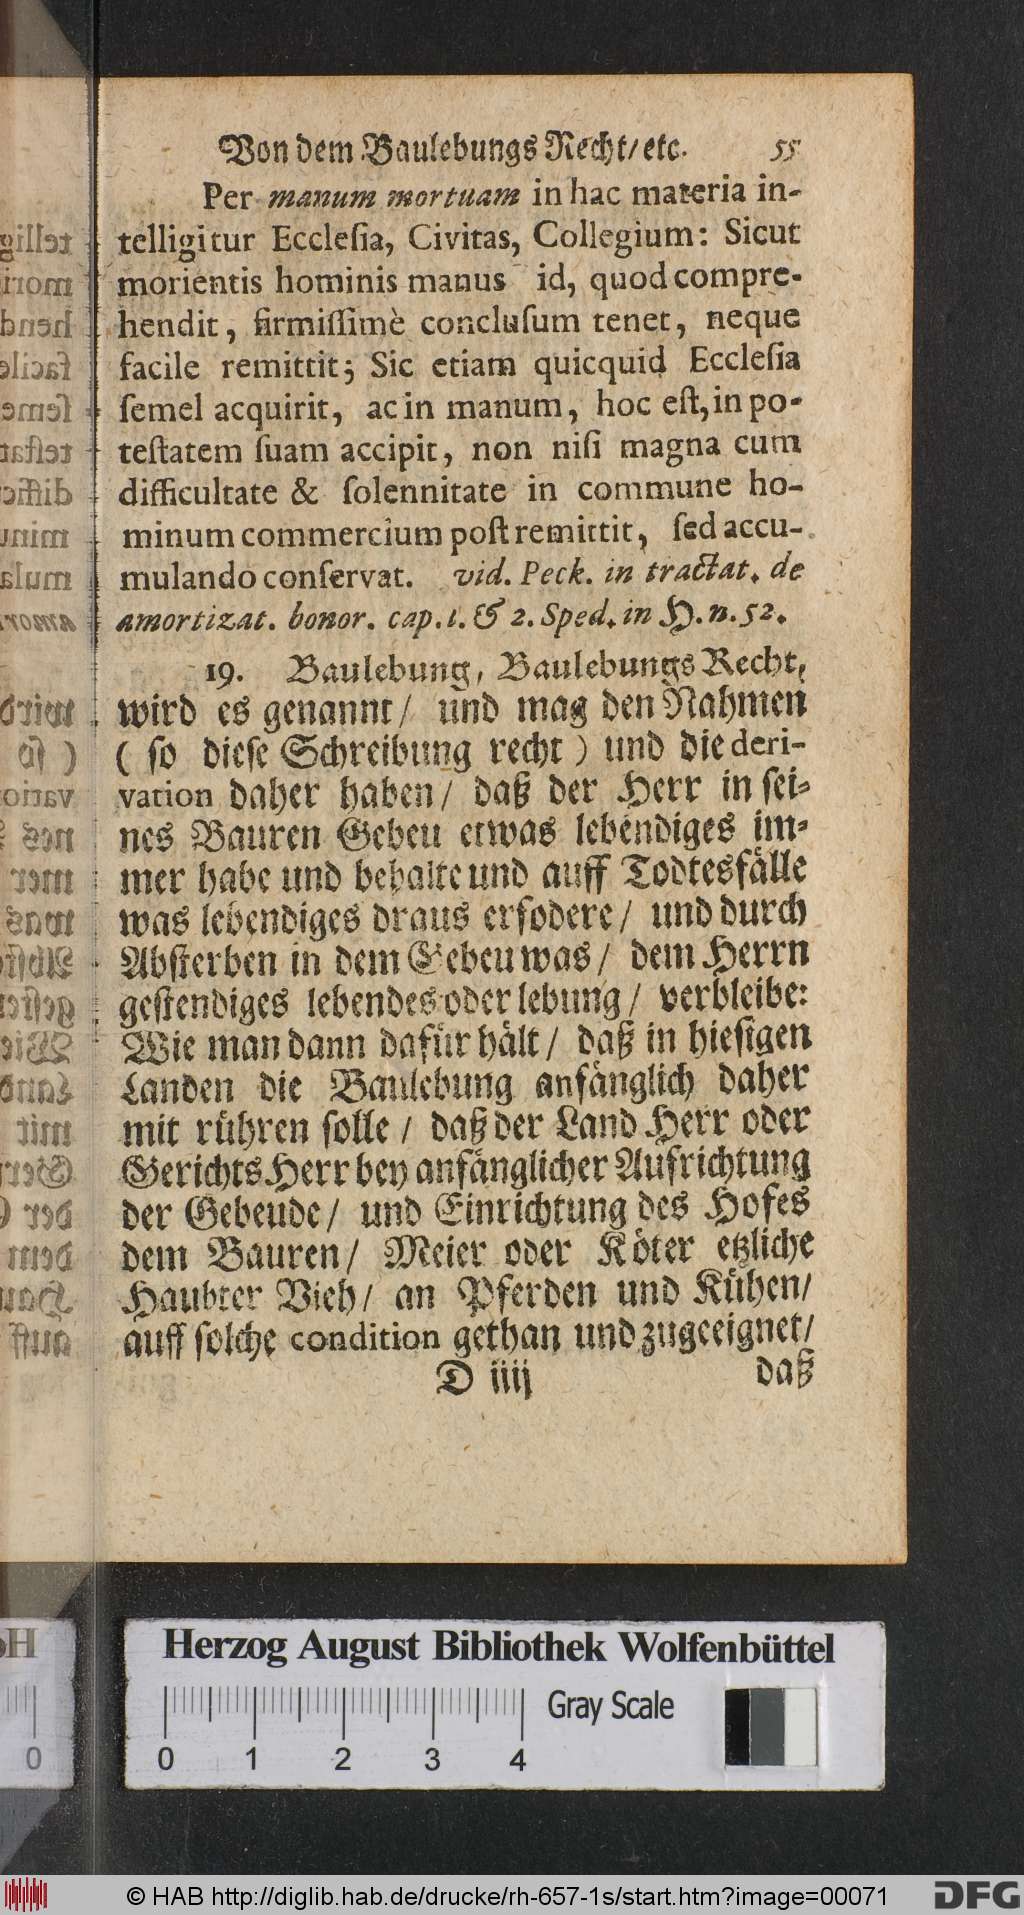 Von dem Baulebungs Recht/ etc. 55
Per manum mortuam in hac materia in-
telligitur Ecclesia, Civitas, Collegium: Sicut
morientis hominis manus id, quod compre-
hendit, firmissimè conclusum tenet, neque
facile remittit; Sic etiam quicquid Ecclesia
semel acquirit, ac in manum, hoc est, in po-
testatem suam accipit, non nisi magna cum
difficultate & solennitate in commune ho-
minum commercium post remittit, sed accu-
mulando conservat. vid. Peck. in tractat. de
amortizat. bonor. cap. 1. & 2. Sped. in H. n. 52.
19. Baulebung, Baulebungs Recht,
wird es genannt/ und mag den Nahmen
( so diese Schreibung recht ) und die deri-
vation daher haben/ daß der Herr in sei-
nes Bauren Gebeu etwas lebendiges im-
mer habe und behalte und auff Todtesfälle
was lebendiges draus erfodere/ und durch
Absterben in dem Gebeu was/ dem Herrn
gestendiges lebendes oder lebung/ verbleibe:
Wie man dann dafür hält/ daß in hiesigen
Landen die Baulebung anfänglich daher
mit rühren solle/ daß der Land Herr oder
Gerichts Herr bey anfänglicher Aufrichtung
der Gebeude/ und Einrichtung des Hofes
dem Bauren/ Meier oder Köter etzliche
Haubter Vieh/ an Pferden und Kühen/
auff solche condition gethan und zugeeignet/
D iiij daß
Herzog August Bibliothek Wolfenbüttel
Gray Scale
0 1 2 3 4
0
© HAB http://diglib.hab.de/drucke/rh-657-1s/start.htm?image=00071
DFG